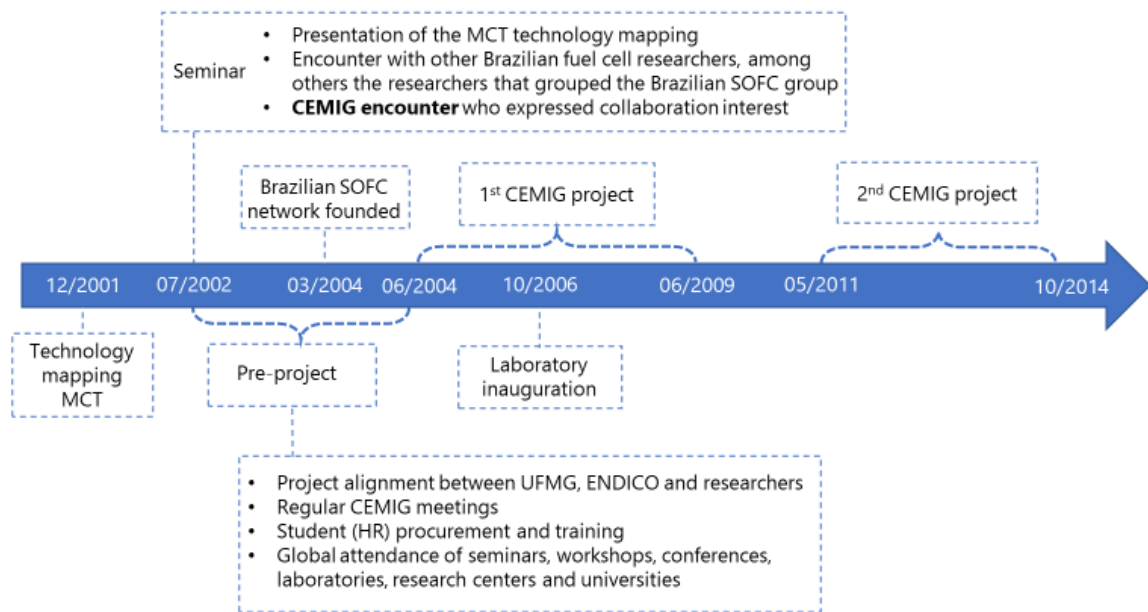 Seminar
• Presentation of the MCT technology mapping
• Encounter with other Brazilian fuel cell researchers, among
others the researchers that grouped the Brazilian SOFC group
• CEMIG encounter who expressed collaboration interest
Brazilian SOFC
network founded
1st CEMIG project
2nd CEMIG project
12/2001
07/2002
03/2004
06/2004
10/2006
06/2009
05/2011
10/2014
Technology
mapping
MCT
Pre-project
Laboratory
inauguration
• Project alignment between UFMG, ENDICO and researchers
• Regular CEMIG meetings
• Student (HR) procurement and training
• Global attendance of seminars, workshops, conferences,
laboratories, research centers and universities